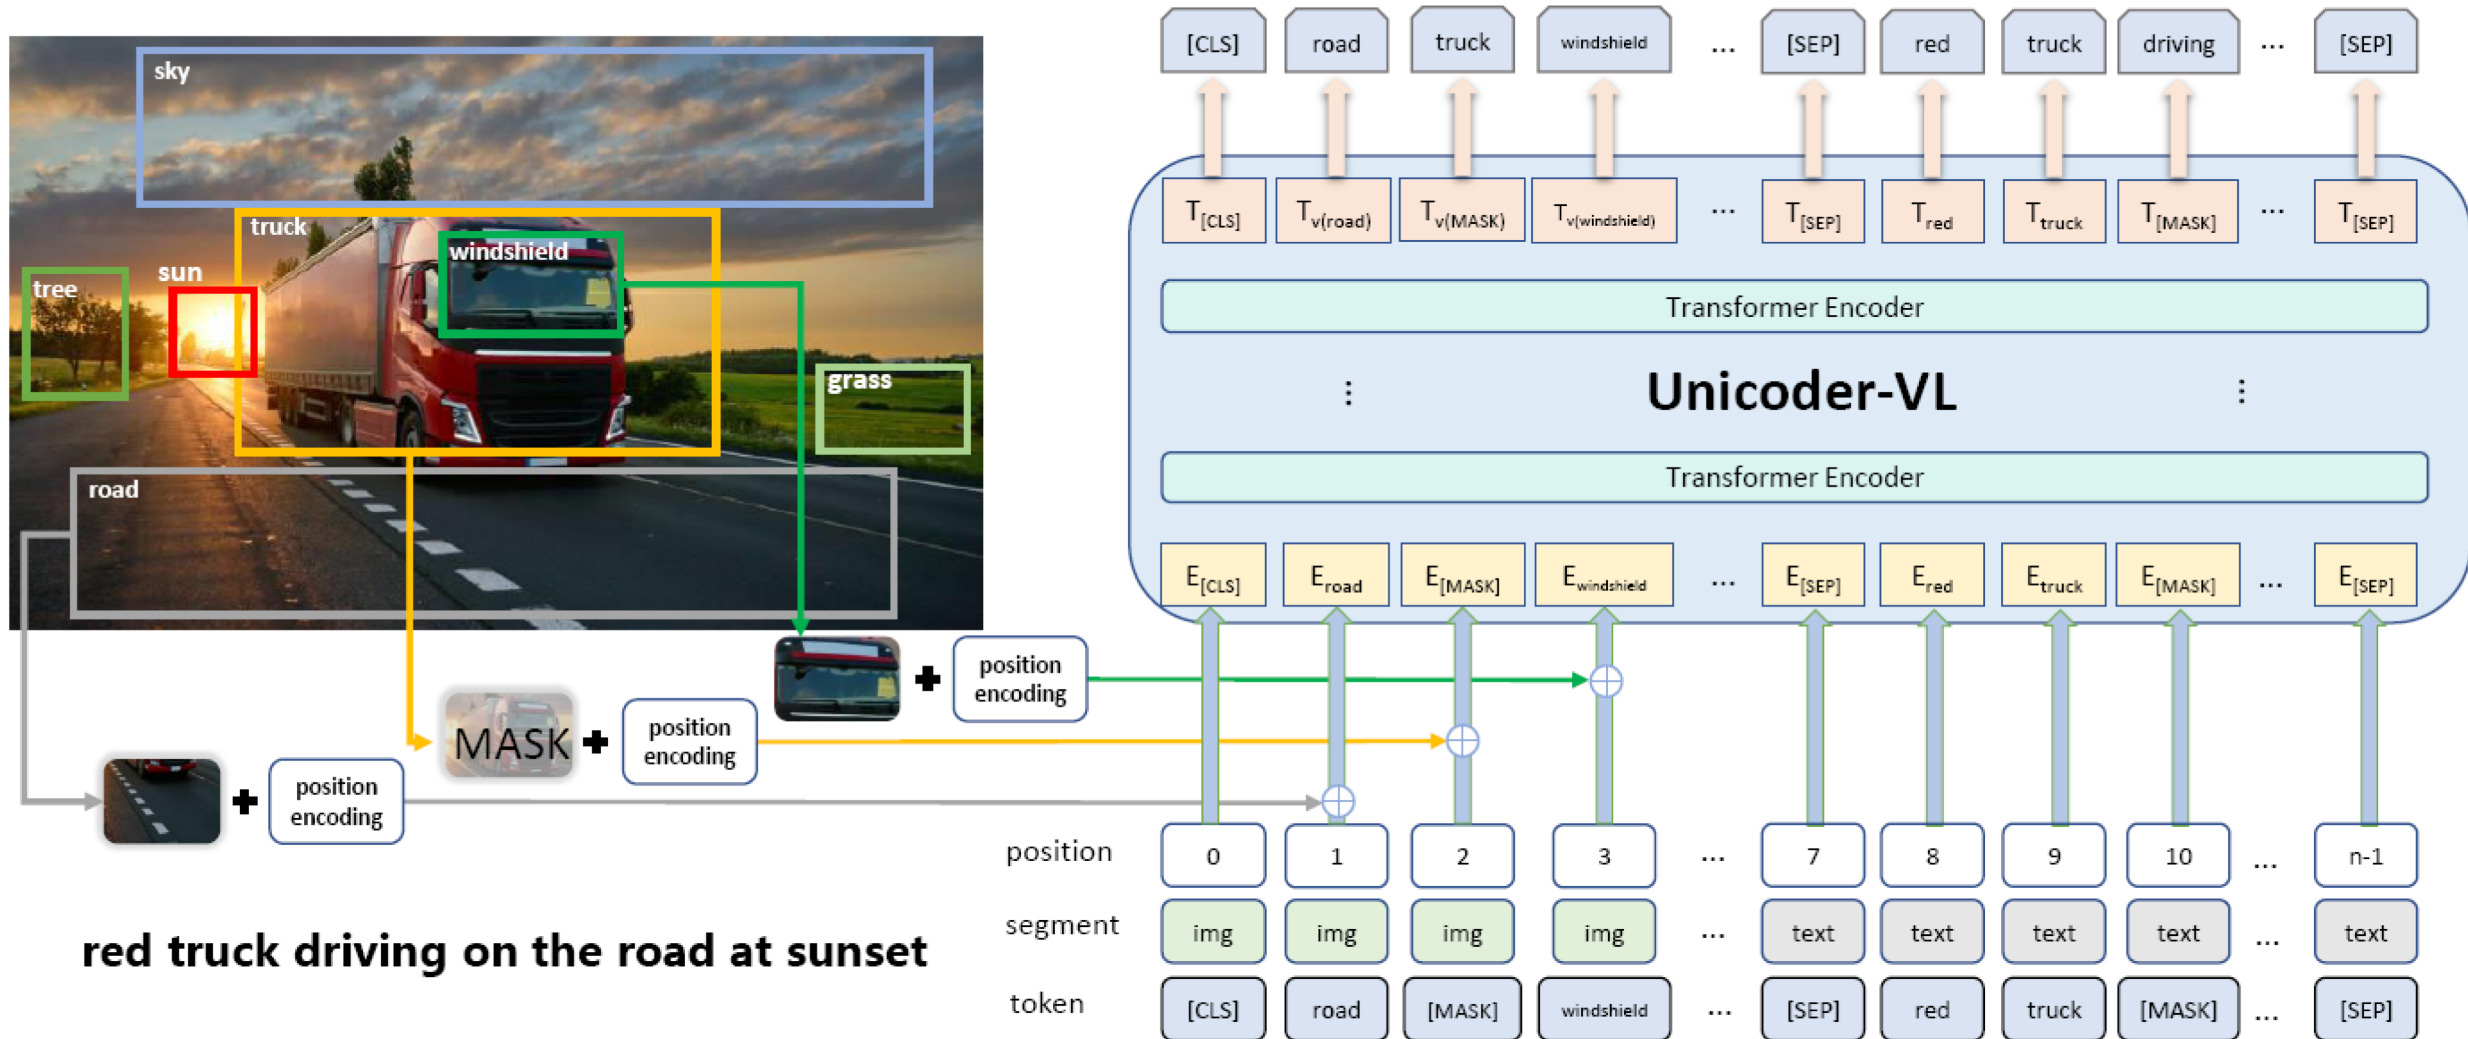 sky
truck
windshield
sun
tree
grass
road
position
encoding
MASK
position
encoding
position
encoding
red truck driving on the road at sunset
[CLS] road truck windshield ... [SEP] red truck driving ... [SEP]
T[CLS] Tv(road) Tv(MASK) Tv(windshield) ... T[SEP] Tred Ttruck T[MASK] ... T[SEP]
Transformer Encoder
⋮ Unicoder-VL ⋮
Transformer Encoder
E[CLS] Eroad E[MASK] Ewindshield ... E[SEP] Ered Etruck E[MASK] ... E[SEP]
position 0 1 2 3 ... 7 8 9 10 ... n-1
segment img img img img ... text text text text ... text
token [CLS] road [MASK] windshield ... [SEP] red truck [MASK] ... [SEP]